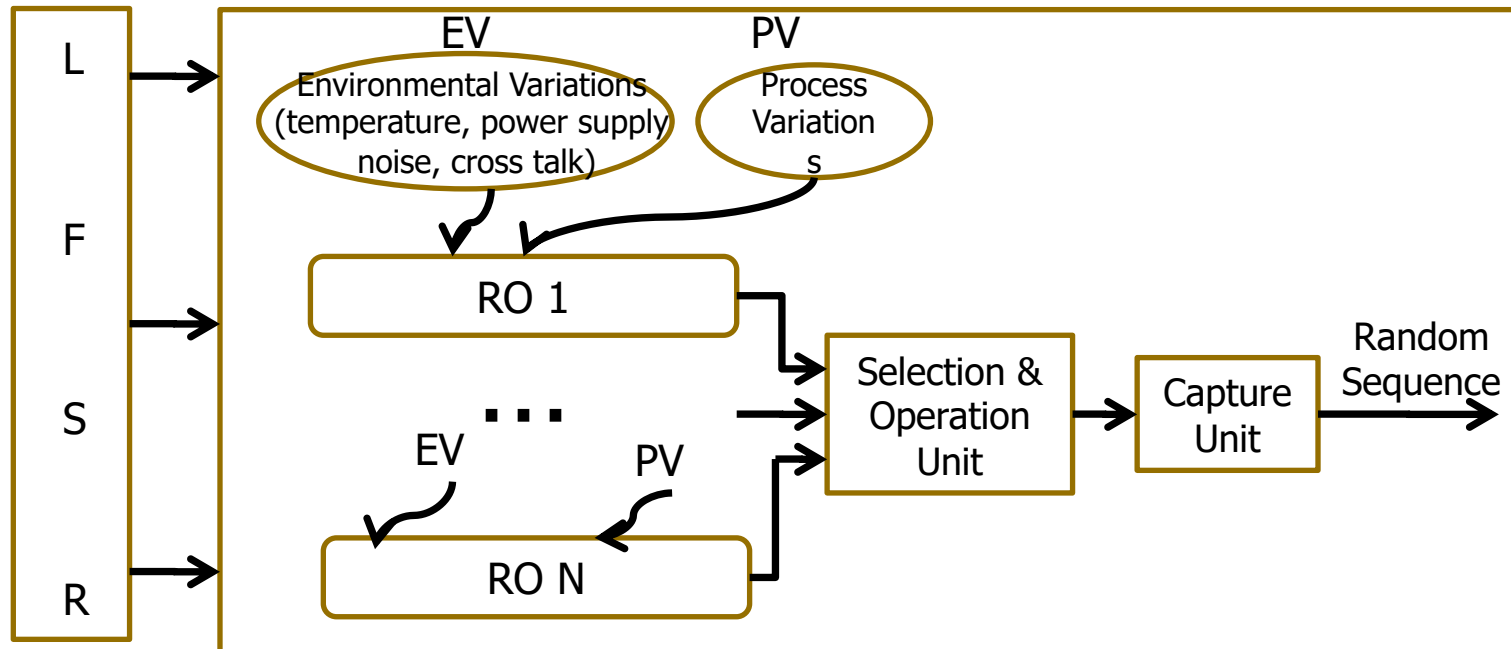 L
F
S
R
EV
PV
Environmental Variations
(temperature, power supply
noise, cross talk)
Process
Variation
s
RO 1
...
EV
PV
RO N
Selection &
Operation
Unit
Capture
Unit
Random
Sequence